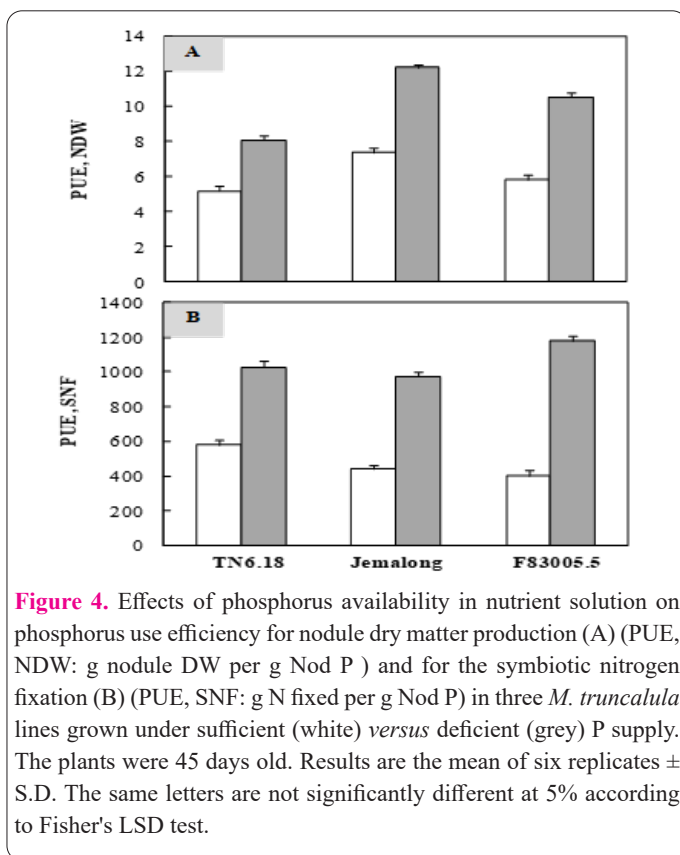 14
A
12
10
8
6
4
2
0
PUE, NDW
1400
B
1200
1000
800
600
400
200
0
PUE, SNF
TN6.18 Jemalong F83005.5
Figure 4. Effects of phosphorus availability in nutrient solution on
phosphorus use efficiency for nodule dry matter production (A) (PUE,
NDW: g nodule DW per g Nod P ) and for the symbiotic nitrogen
fixation (B) (PUE, SNF: g N fixed per g Nod P) in three M. truncalula
lines grown under sufficient (white) versus deficient (grey) P supply.
The plants were 45 days old. Results are the mean of six replicates ±
S.D. The same letters are not significantly different at 5% according
to Fisher's LSD test.